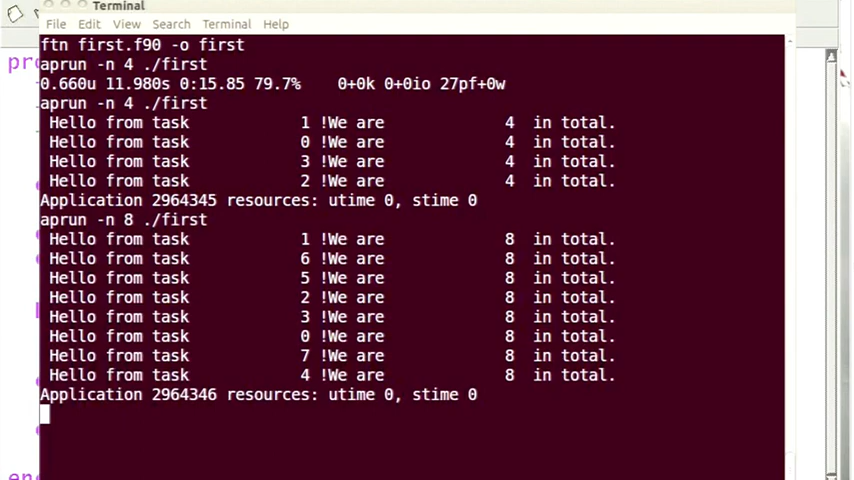 Terminal
File Edit View Search Terminal Help
ftn first.f90 -o first
aprun -n 4 ./first
0.660u 11.980s 0:15.85 79.7% 0+0k 0+0io 27pf+0w
aprun -n 4 ./first
Hello from task 1 !We are 4 in total.
Hello from task 0 !We are 4 in total.
Hello from task 3 !We are 4 in total.
Hello from task 2 !We are 4 in total.
Application 2964345 resources: utime 0, stime 0
aprun -n 8 ./first
Hello from task 1 !We are 8 in total.
Hello from task 6 !We are 8 in total.
Hello from task 5 !We are 8 in total.
Hello from task 2 !We are 8 in total.
Hello from task 3 !We are 8 in total.
Hello from task 0 !We are 8 in total.
Hello from task 7 !We are 8 in total.
Hello from task 4 !We are 8 in total.
Application 2964346 resources: utime 0, stime 0